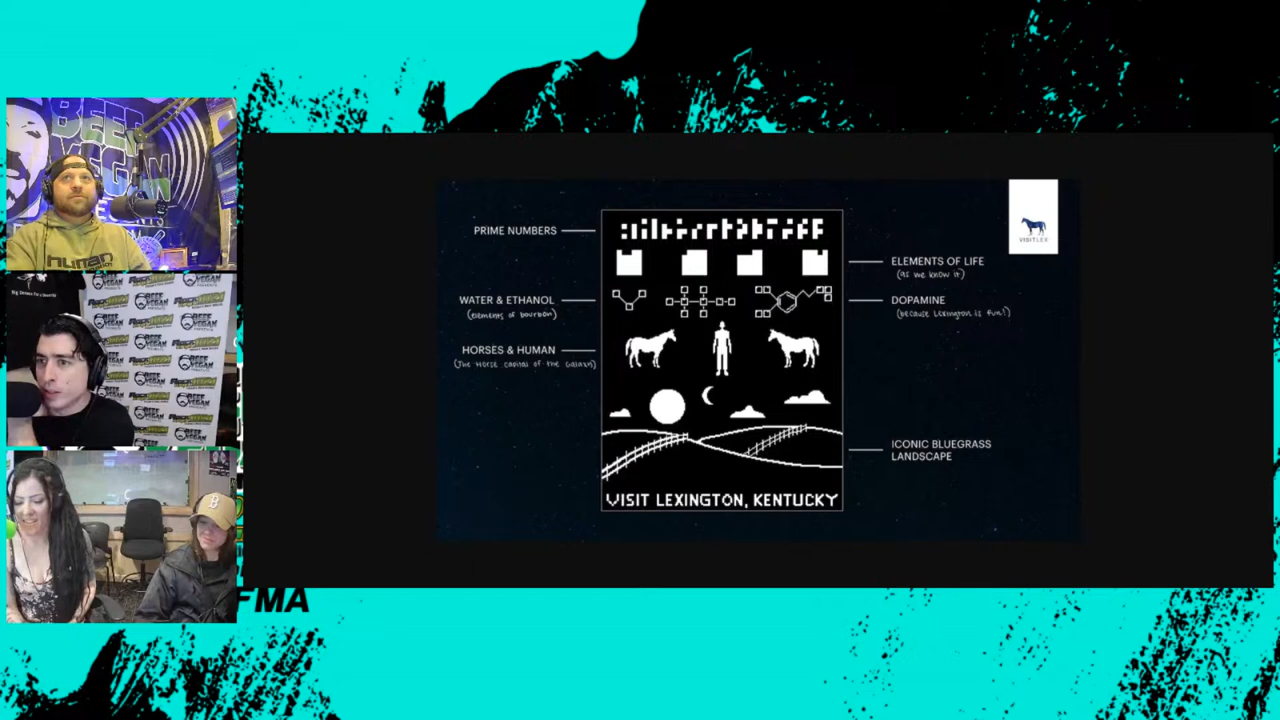 BEEF
VEGAN
human
BEEF
VEGAN
PRIME NUMBERS
ELEMENTS OF LIFE
(as we know it)
WATER & ETHANOL
(elements of bourbon)
DOPAMINE
(because Lexington is fun!)
HORSES & HUMAN
(The Horse capital of the Galaxy)
ICONIC BLUEGRASS
LANDSCAPE
VISIT LEXINGTON, KENTUCKY
VISITLEX
B
FMA